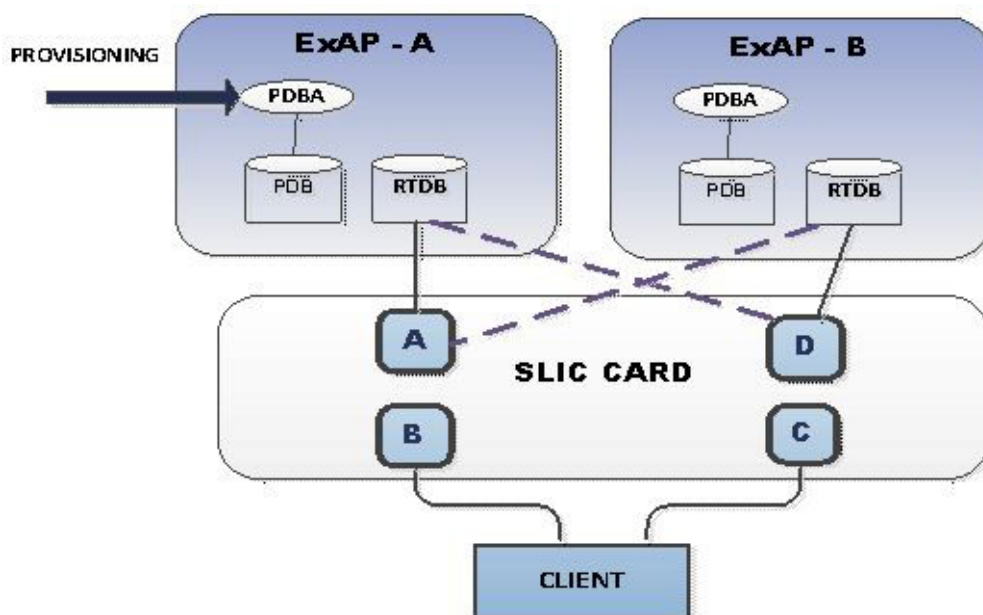 ExAP - A
ExAP - B
PROVISIONING
PDBA
PDBA
PDB
RTDB
PDB
RTDB
A
D
SLIC CARD
B
C
CLIENT